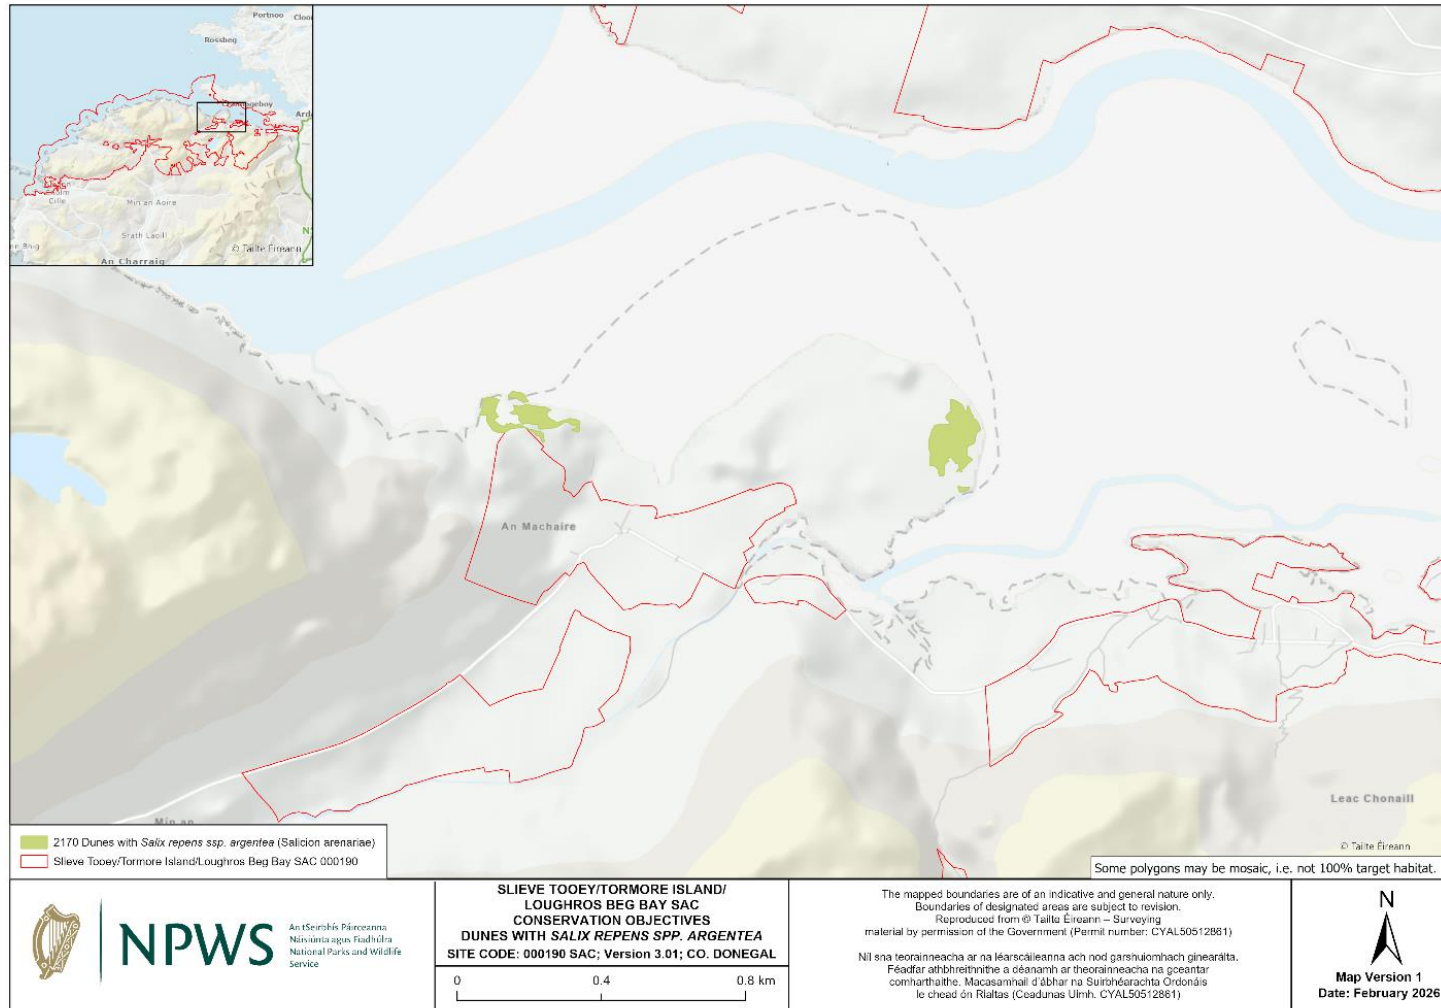 Portnoo
Rossbeg
Cille
Min an Aoire
Srath Laoill
© Tailte Éireann
An Charraig
An Machaire
Min an
Leac Chonaill
© Tailte Éireann
2170 Dunes with Salix repens ssp. argentea (Salicion arenariae)
Slieve Tooey/Tormore Island/Loughros Beg Bay SAC 000190
Some polygons may be mosaic, i.e. not 100% target habitat.
NPWS
An tSeirbhís Páirceanna
Náisiúnta agus Fiadhúlra
National Parks and Wildlife
Service
SLIEVE TOOEY/TORMORE ISLAND/
LOUGHROS BEG BAY SAC
CONSERVATION OBJECTIVES
DUNES WITH SALIX REPENS SPP. ARGENTEA
SITE CODE: 000190 SAC; Version 3.01; CO. DONEGAL
0 0.4 0.8 km
The mapped boundaries are of an indicative and general nature only.
Boundaries of designated areas are subject to revision.
Reproduced from © Tailte Éireann – Surveying
material by permission of the Government (Permit number: CYAL50512861)
Níl sna teorainneacha ar na léarscáileanna ach nod garshuíomhach ginearálta.
Féadfar athbhreithnithe a déanamh ar theorainneacha na gceantar
comharthaithe. Macasamhail d'ábhar na Suirbhéarachta Ordonáis
le chead ón Rialtas (Ceadunas Uimh. CYAL50512861)
N
Map Version 1
Date: February 2026